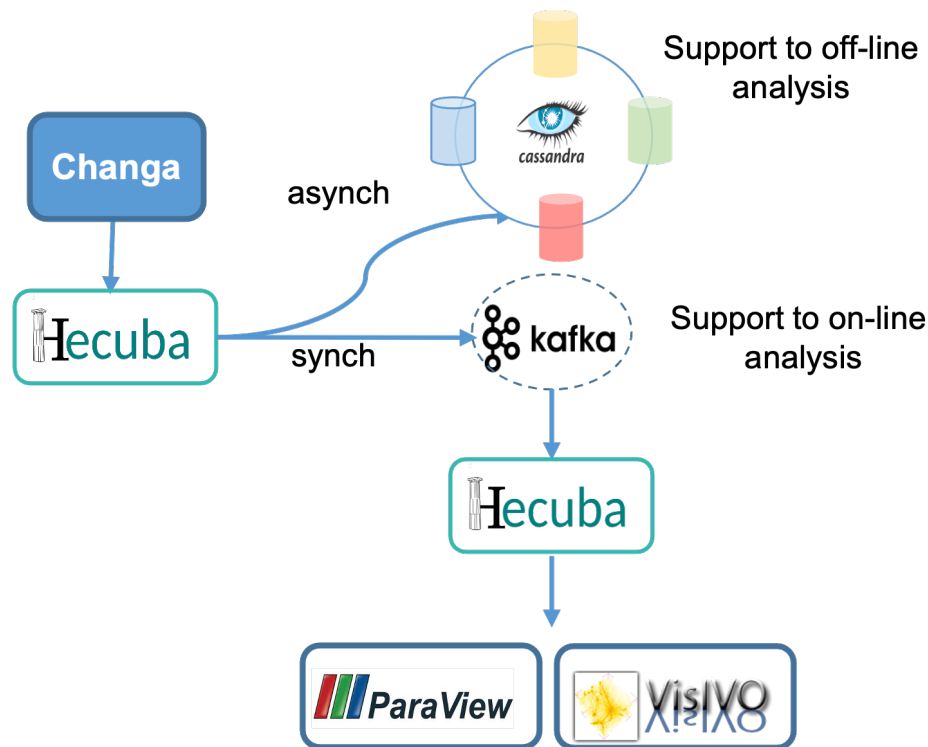 Support to off-line
analysis
cassandra
Changa
asynch
Hecuba
synch
kafka
Support to on-line
analysis
Hecuba
ParaView
VisIVO